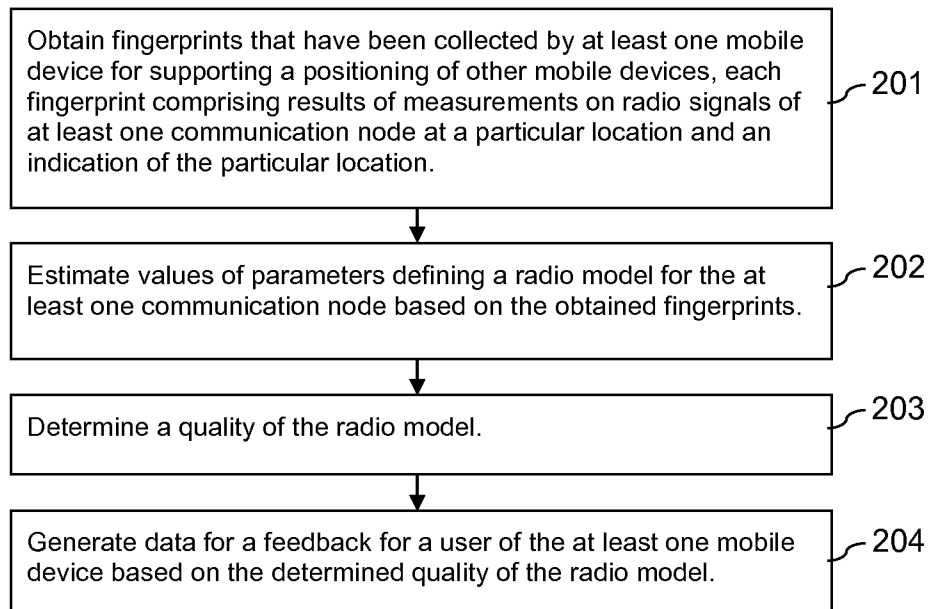 Obtain fingerprints that have been collected by at least one mobile
device for supporting a positioning of other mobile devices, each
fingerprint comprising results of measurements on radio signals of
at least one communication node at a particular location and an
indication of the particular location.
201
Estimate values of parameters defining a radio model for the at
least one communication node based on the obtained fingerprints.
202
Determine a quality of the radio model.
203
Generate data for a feedback for a user of the at least one mobile
device based on the determined quality of the radio model.
204